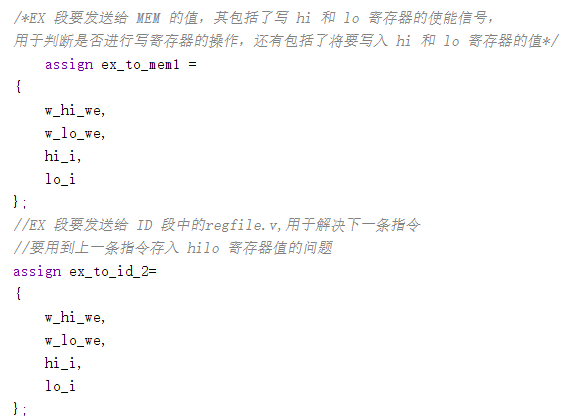 /*EX 段要发送给 MEM 的值，其包括了写 hi 和 lo 寄存器的使能信号，
用于判断是否进行写寄存器的操作，还有包括了将要写入 hi 和 lo 寄存器的值*/
assign ex_to_mem1 =
{
w_hi_we,
w_lo_we,
hi_i,
lo_i
};
//EX 段要发送给 ID 段中的regfile.v,用于解决下一条指令
//要用到上一条指令存入 hilo 寄存器值的问题
assign ex_to_id_2=
{
w_hi_we,
w_lo_we,
hi_i,
lo_i
};